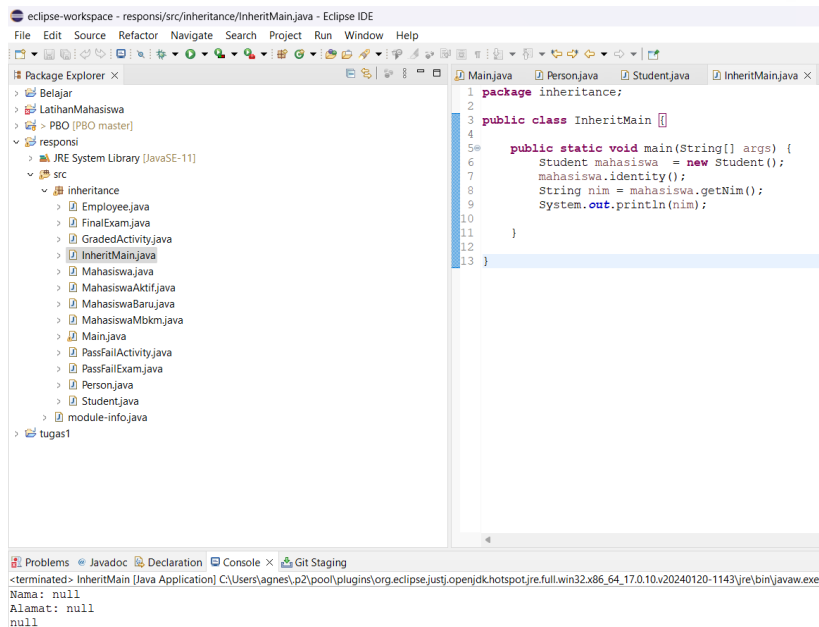 eclipse-workspace - responsi/src/inheritance/InheritMain.java - Eclipse IDE
File Edit Source Refactor Navigate Search Project Run Window Help
Package Explorer
Belajar
LatihanMahasiswa
> PBO [PBO master]
responsi
JRE System Library [JavaSE-11]
src
inheritance
Employee.java
FinalExam.java
GradedActivity.java
InheritMain.java
Mahasiswa.java
MahasiswaAktif.java
MahasiswaBaru.java
MahasiswaMbkm.java
Main.java
PassFailActivity.java
PassFailExam.java
Person.java
Student.java
module-info.java
tugas1
Main.java Person.java Student.java InheritMain.java
1 package inheritance;
2
3 public class InheritMain {
4
5 public static void main(String[] args) {
6 Student mahasiswa = new Student();
7 mahasiswa.identity();
8 String nim = mahasiswa.getNim();
9 System.out.println(nim);
10
11 }
12
13 }
Problems Javadoc Declaration Console Git Staging
<terminated> InheritMain [Java Application] C:\Users\agnes\.p2\pool\plugins\org.eclipse.justj.openjdk.hotspot.jre.full.win32.x86_64_17.0.10.v20240120-1143\jre\bin\javaw.exe
Nama: null
Alamat: null
null